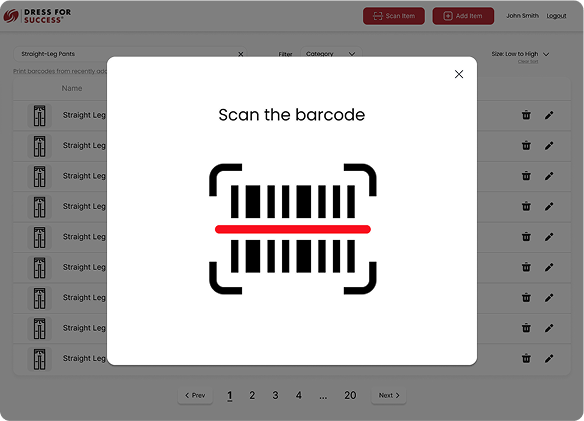 DRESS FOR
SUCCESS
Scan Item
Add Item
John Smith
Logout
Straight-Leg Pants
Filter
Category
Size: Low to High
Clear Sort
Print barcodes from recently
Name
Scan the barcode
Straight Leg
Straight Leg
Straight Leg
Straight Leg
Straight Leg
Straight Leg
Straight Leg
Straight Leg
Straight Leg
Prev
1
2
3
4
...
20
Next